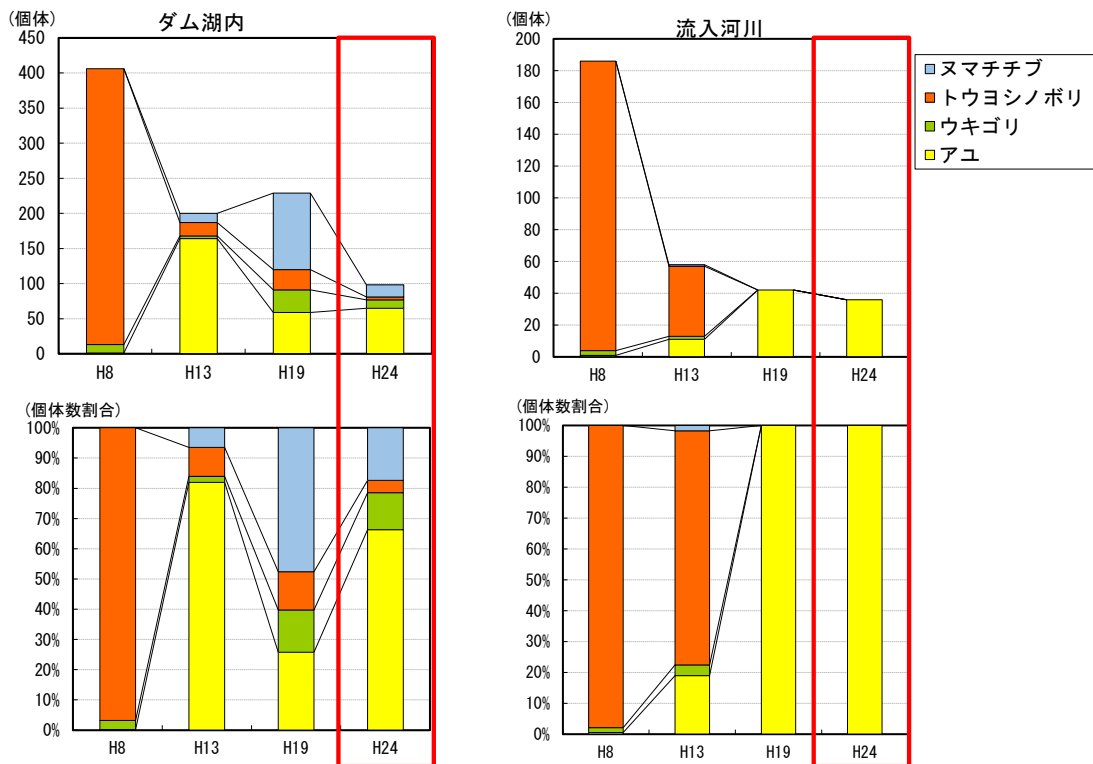 (個体)
ダム湖内
450
400
350
300
250
200
150
100
50
0
H8
H13
H19
H24
(個体)
流入河川
200
180
160
140
120
100
80
60
40
20
0
H8
H13
H19
H24
ヌマチチブ
トウヨシノボリ
ウキゴリ
アユ
(個体数割合)
100%
90%
80%
70%
60%
50%
40%
30%
20%
10%
0%
H8
H13
H19
H24
(個体数割合)
100%
90%
80%
70%
60%
50%
40%
30%
20%
10%
0%
H8
H13
H19
H24